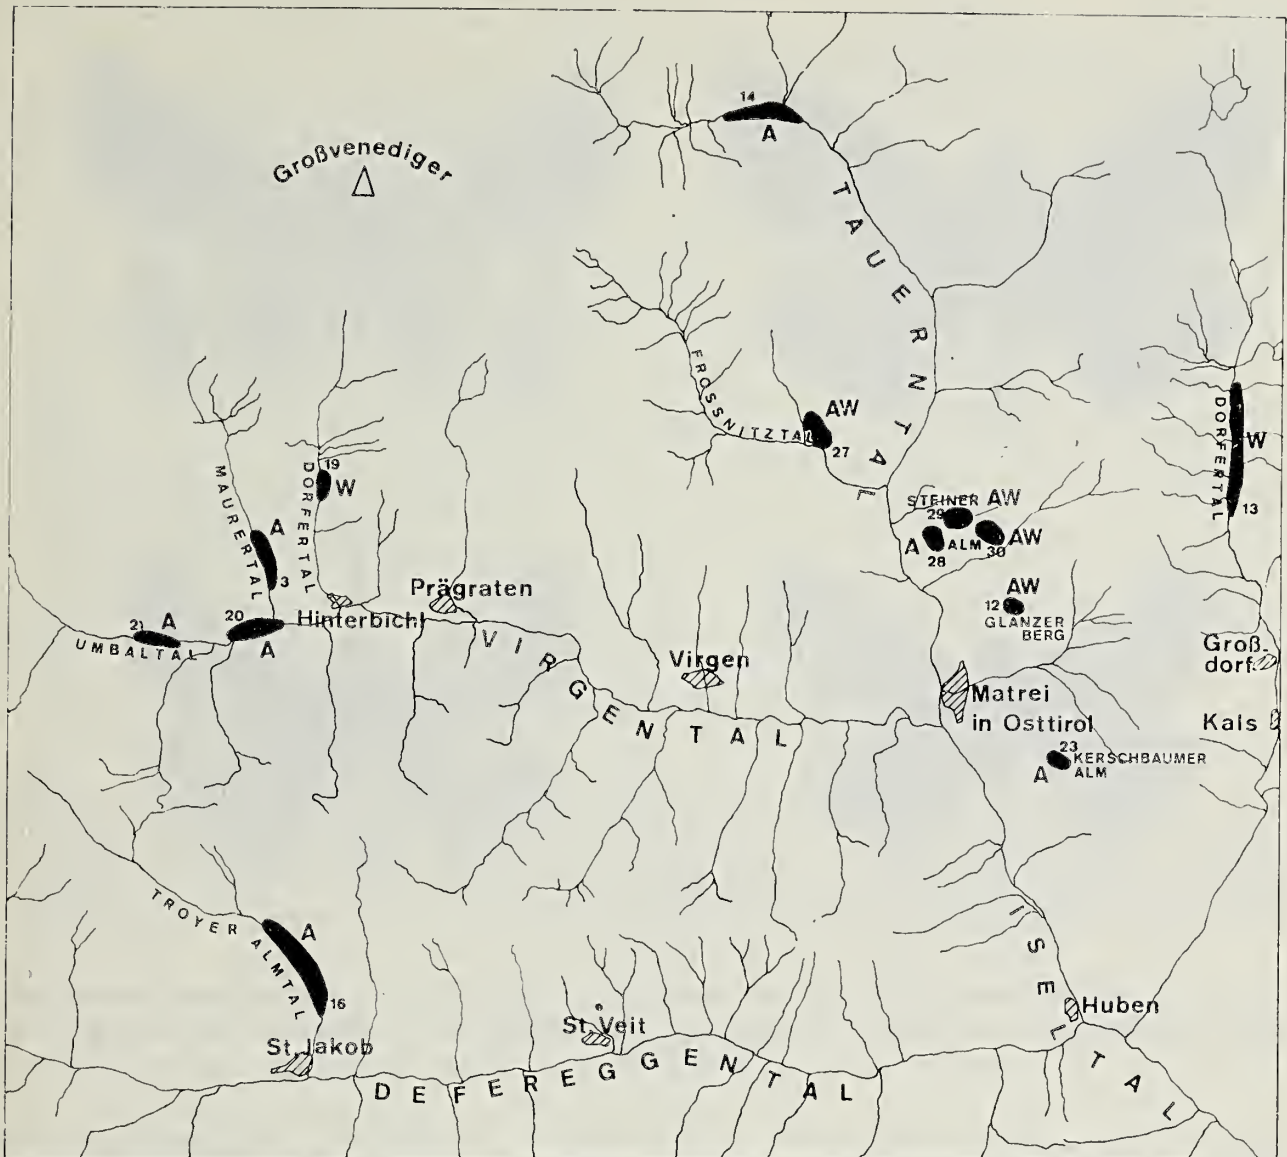 14
A
Großvenediger
TAUERNTAL
FROSSNITZTAL
AW
27
DORFERTAL
W
13
MAURERTAL
A
3
DORFERTAL
19
W
STEINER AW
29
A ALM AW
28 30
AW
12
GLANZER
BERG
Prägraten
Hinterbichl
21 A
20
A
UMBALTAL
VIRGENTAL
Virgen
Matrei
in Osttirol
Groß-
dorf
Kals
23
KERSCHBAUMER
A ALM
TROYER ALMTAL
A
16
St. Jakob
St. Veit
DEFEREGGENTAL
ISELTAL
Huben